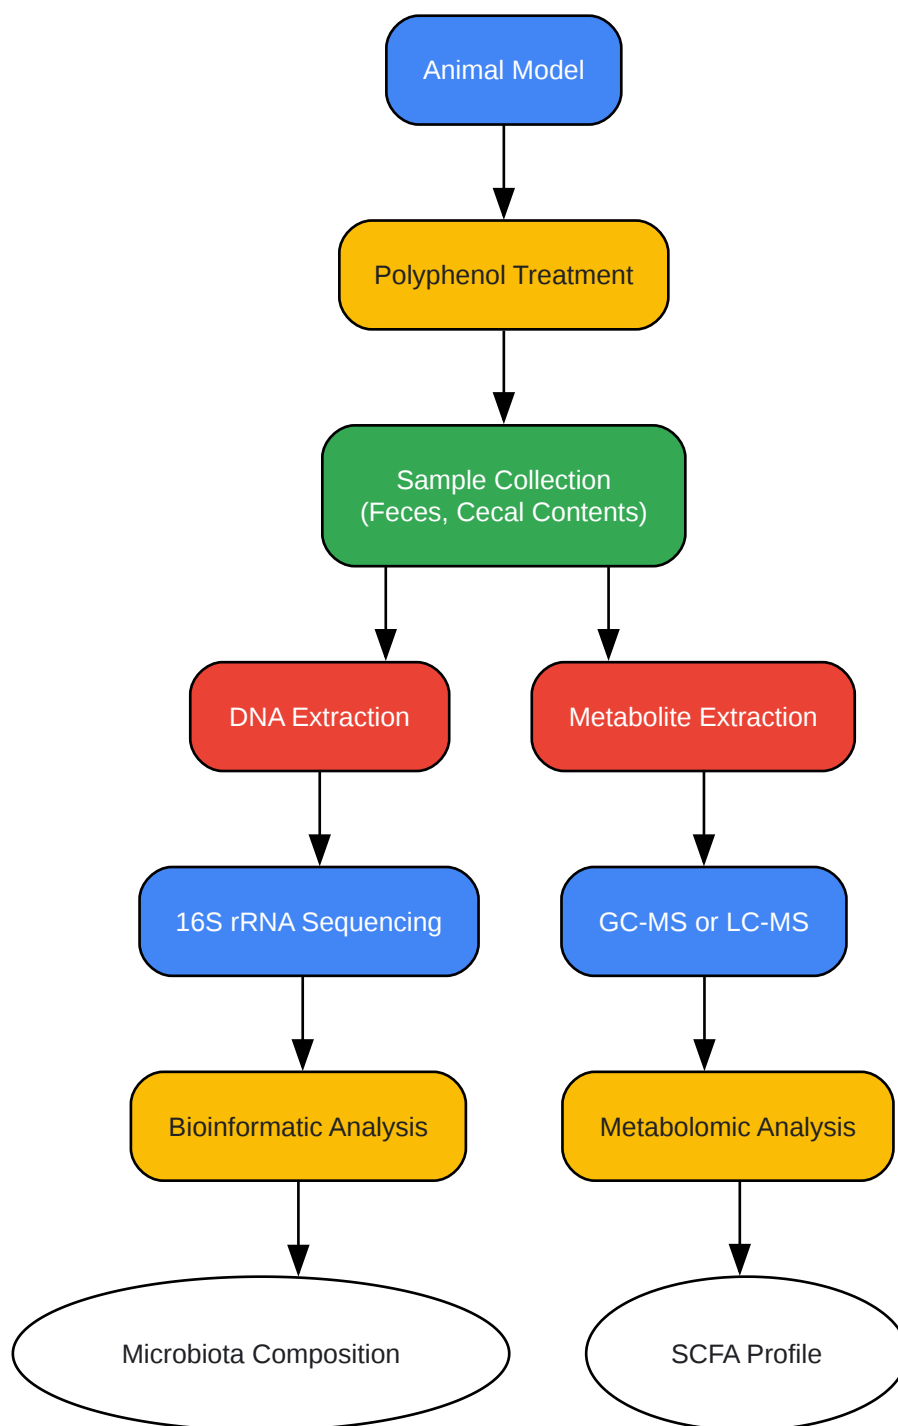 Animal Model
Polyphenol Treatment
Sample Collection
(Feces, Cecal Contents)
DNA Extraction
Metabolite Extraction
16S rRNA Sequencing
GC-MS or LC-MS
Bioinformatic Analysis
Metabolomic Analysis
Microbiota Composition
SCFA Profile